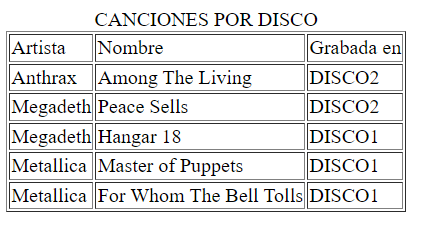 CANCIONES POR DISCO
Artista Nombre Grabada en
Anthrax Among The Living DISCO2
Megadeth Peace Sells DISCO2
Megadeth Hangar 18 DISCO1
Metallica Master of Puppets DISCO1
Metallica For Whom The Bell Tolls DISCO1